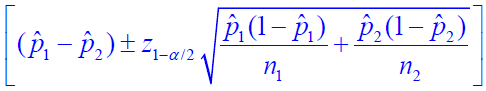 [(p̂₁ − p̂₂) ± z₁₋α/₂ √(p̂₁(1 − p̂₁)/n₁ + p̂₂(1 − p̂₂)/n₂)]